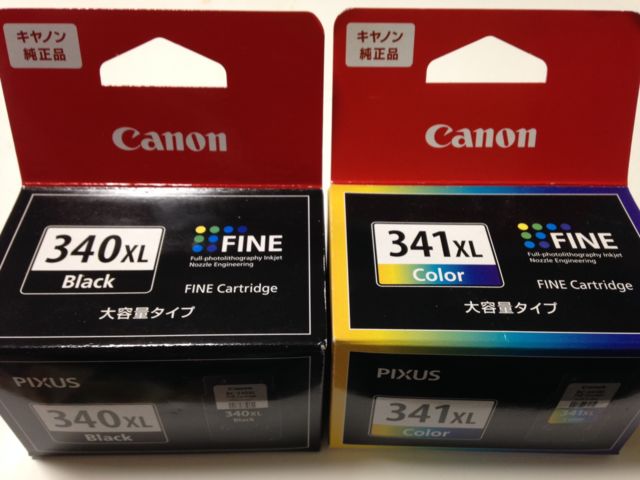 キヤノン
純正品
Canon
340XL
Black
FINE
Full-photolithography Inkjet
Nozzle Engineering
FINE Cartridge
大容量タイプ
PIXUS
340XL
Black
Canon
340XL
キヤノン
純正品
Canon
341XL
Color
FINE
Full-photolithography Inkjet
Nozzle Engineering
FINE Cartridge
大容量タイプ
PIXUS
341XL
Color
Canon
341XL